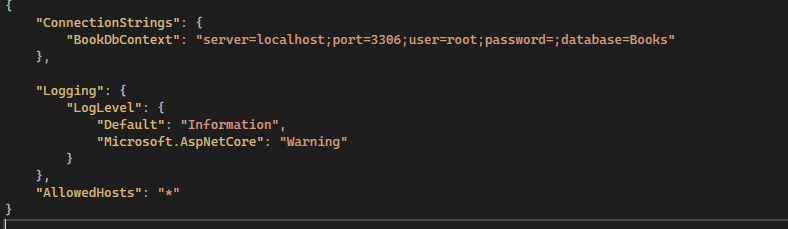 {
    "ConnectionStrings": {
        "BookDbContext": "server=localhost;port=3306;user=root;password=;database=Books"
    },

    "Logging": {
        "LogLevel": {
            "Default": "Information",
            "Microsoft.AspNetCore": "Warning"
        }
    },
    "AllowedHosts": "*"
}